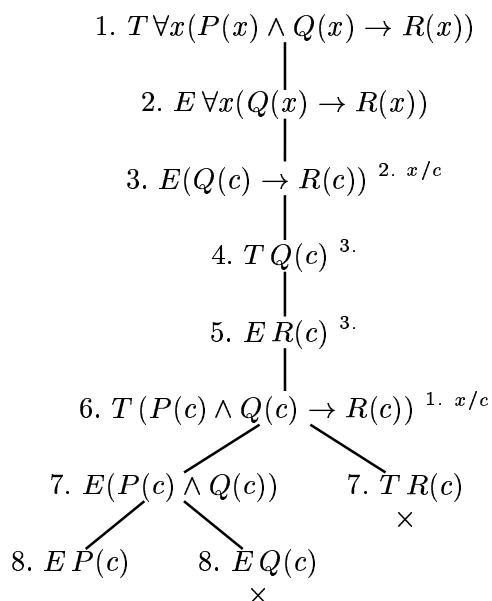 1. T ∀x(P(x) ∧ Q(x) → R(x))
2. E ∀x(Q(x) → R(x))
3. E(Q(c) → R(c)) 2. x/c
4. T Q(c) 3.
5. E R(c) 3.
6. T (P(c) ∧ Q(c) → R(c)) 1. x/c
7. E(P(c) ∧ Q(c)) 7. T R(c)
×
8. E P(c) 8. E Q(c)
×